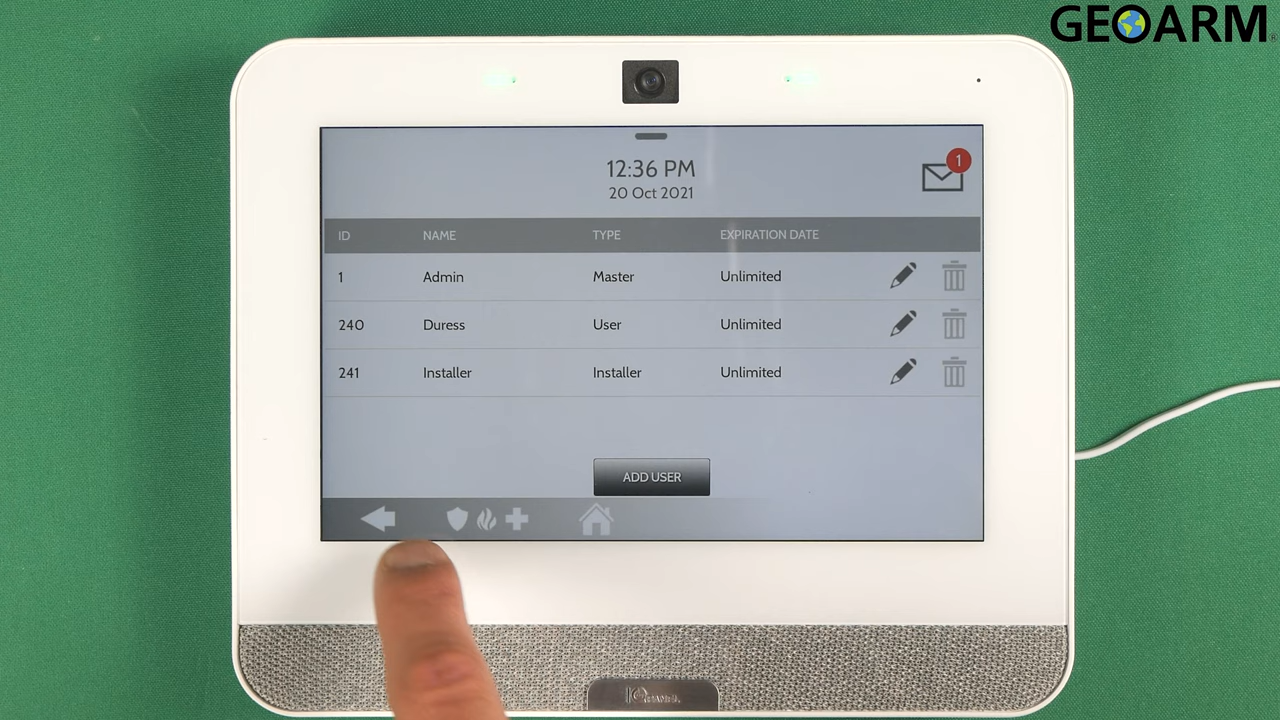 GEOARM
1
12:36 PM
20 Oct 2021
ID NAME TYPE EXPIRATION DATE
1 Admin Master Unlimited
240 Duress User Unlimited
241 Installer Installer Unlimited
ADD USER